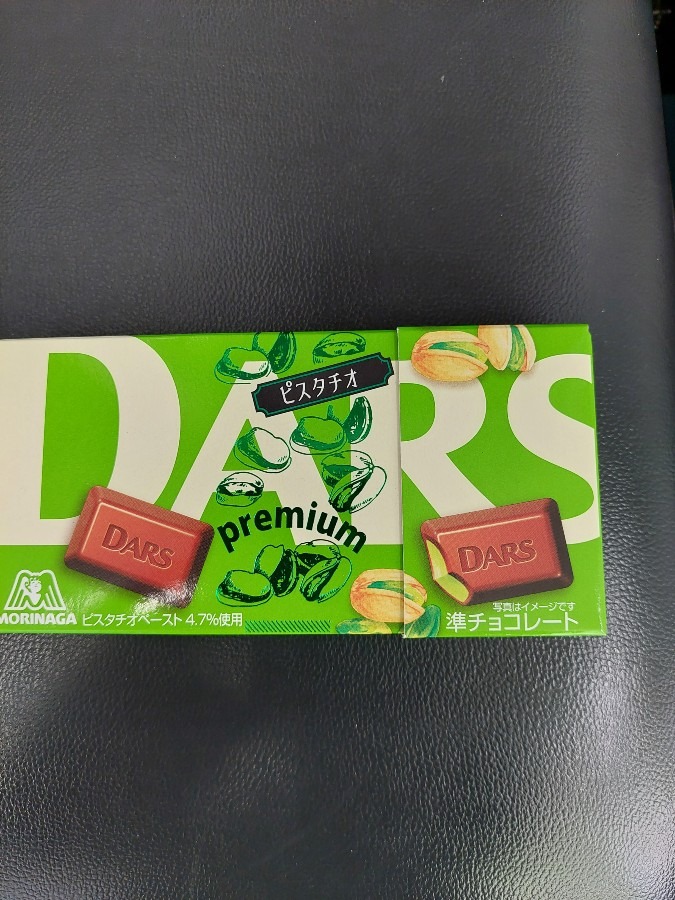 DARS
ピスタチオ
premium
DARS
DARS
MORINAGA
ピスタチオペースト 4.7%使用
写真はイメージです
準チョコレート